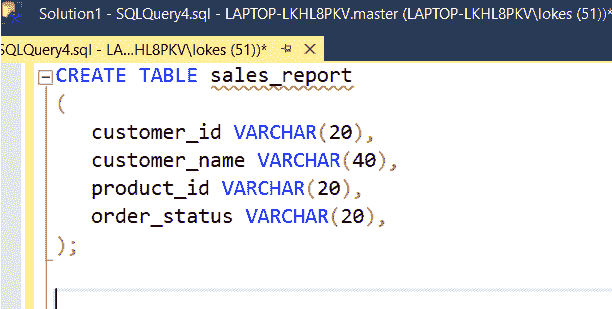 Solution1 - SQLQuery4.sql - LAPTOP-LKHL8PKV.master (LAPTOP-LKHL8PKV\lokes (51))*
SQLQuery4.sql - LA...HL8PKV\lokes (51))*
CREATE TABLE sales_report
(
customer_id VARCHAR(20),
customer_name VARCHAR(40),
product_id VARCHAR(20),
order_status VARCHAR(20),
);